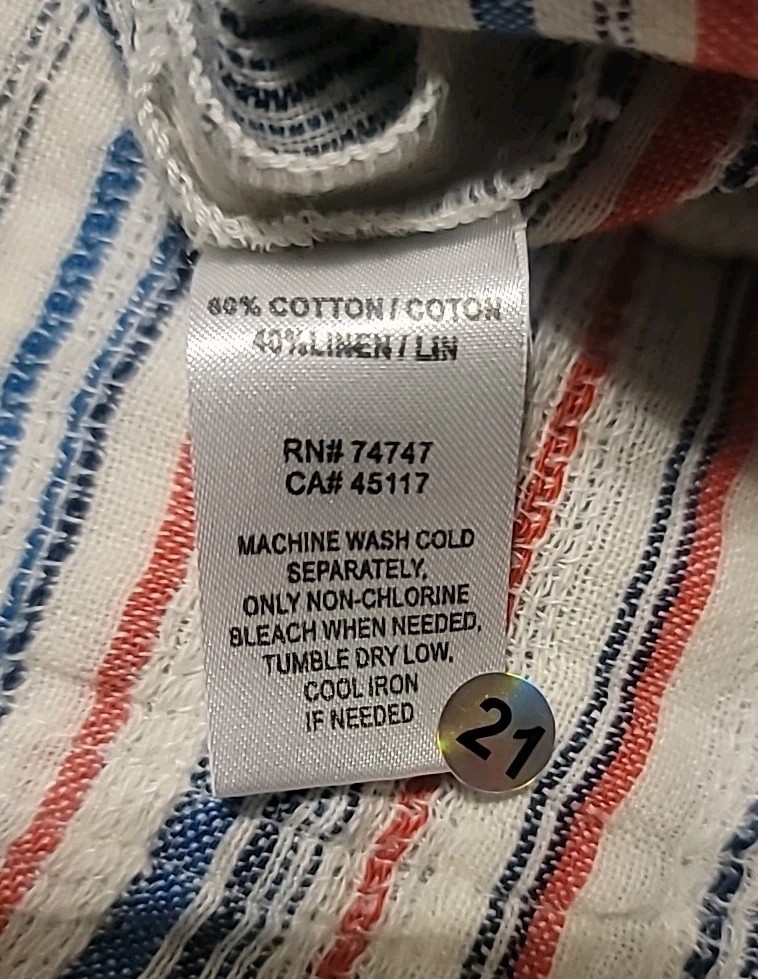 60% COTTON / COTON
40%LINEN / LIN
RN# 74747
CA# 45117
MACHINE WASH COLD
SEPARATELY,
ONLY NON-CHLORINE
BLEACH WHEN NEEDED,
TUMBLE DRY LOW,
COOL IRON
IF NEEDED
21